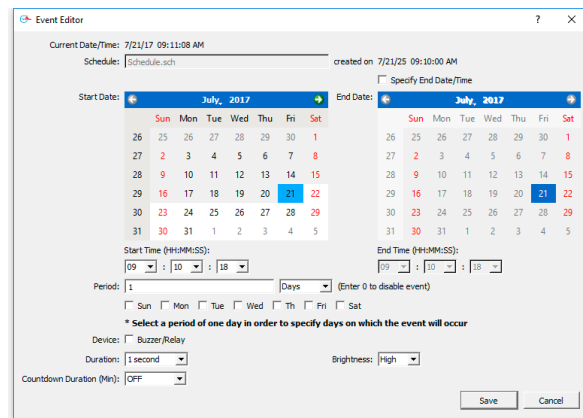 Event Editor ? ×
Current Date/Time: 7/21/17 09:11:08 AM
Schedule: Schedule.sch created on 7/21/25 09:10:00 AM
Specify End Date/Time
Start Date: July, 2017 End Date: July, 2017
Sun Mon Tue Wed Thu Fri Sat Sun Mon Tue Wed Thu Fri Sat
26 25 26 27 28 29 30 1 26 25 26 27 28 29 30 1
27 2 3 4 5 6 7 8 27 2 3 4 5 6 7 8
28 9 10 11 12 13 14 15 28 9 10 11 12 13 14 15
29 16 17 18 19 20 21 22 29 16 17 18 19 20 21 22
30 23 24 25 26 27 28 29 30 23 24 25 26 27 28 29
31 30 31 1 2 3 4 5 31 30 31 1 2 3 4 5
Start Time (HH:MM:SS): End Time (HH:MM:SS):
09 : 10 : 18 09 : 10 : 18
Period: 1 Days (Enter 0 to disable event)
Sun Mon Tue Wed Th Fri Sat
* Select a period of one day in order to specify days on which the event will occur
Device: Buzzer/Relay
Duration: 1 second Brightness: High
Countdown Duration (Min): OFF
Save Cancel